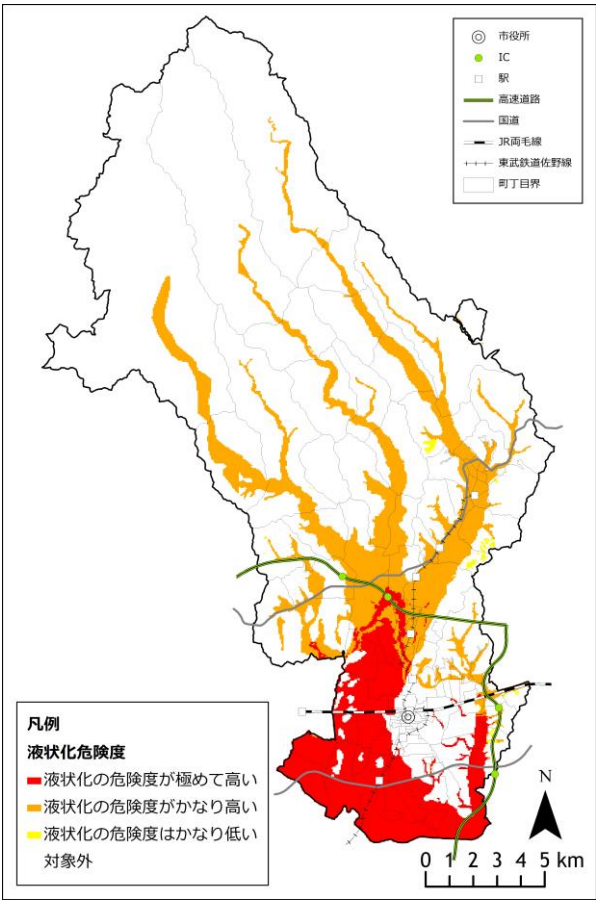 市役所
IC
駅
高速道路
国道
JR両毛線
東武鉄道佐野線
町丁目界
凡例
液状化危険度
液状化の危険度が極めて高い
液状化の危険度がかなり高い
液状化の危険度はかなり低い
対象外
N
0 1 2 3 4 5 km